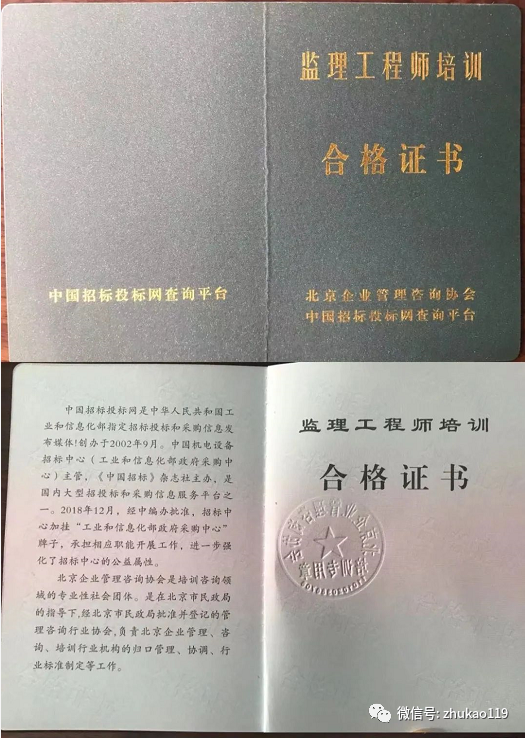 监理工程师培训
合格证书
中国招标投标网查询平台
北京企业管理咨询协会
中国招标投标网查询平台
中国招标投标网是中华人民共和国工
业和信息化部指定招标投标和采购信息发
布媒体!创办于2002年9月。中国机电设备
招标中心（工业和信息化部政府采购中
心）主管，《中国招标》杂志社主办，是
国内大型招投标和采购信息服务平台之
一。2018年12月，经中编办批准，招标中
心加挂“工业和信息化部政府采购中心”
牌子，承担相应职能开展工作，进一步强
化了招标中心的公益属性。
北京企业管理咨询协会是培训咨询领
域的专业性社会团体。是在北京市民政局
的指导下,经北京市民政局批准并登记的管
理咨询行业协会,负责北京企业管理、咨
询、培训行业机构的归口管理、协调、行
业标准制定等工作。
监理工程师培训
合格证书
培训专用章
微信号: zhukao119